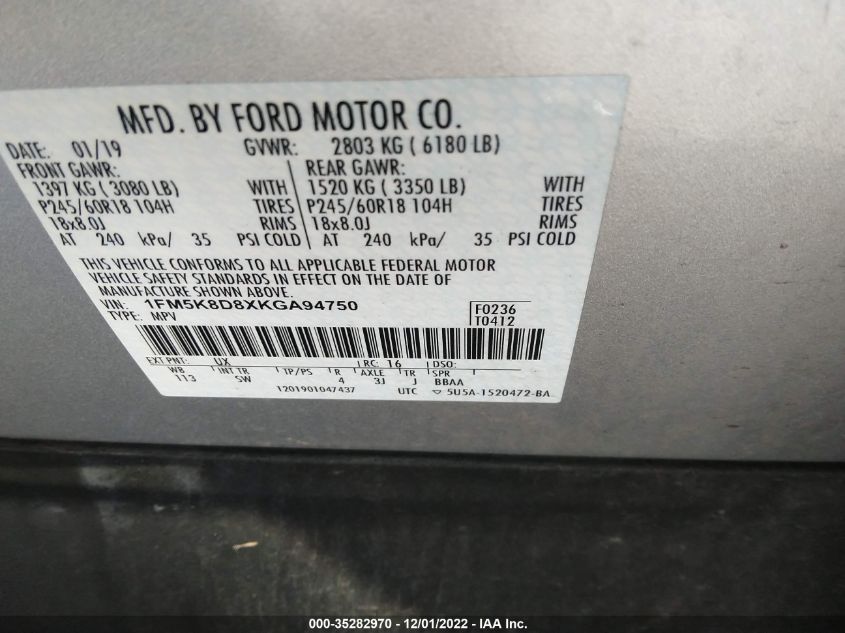 MFD. BY FORD MOTOR CO.
DATE: 01/19 GVWR: 2803 KG ( 6180 LB)
FRONT GAWR: REAR GAWR:
1397 KG ( 3080 LB) WITH 1520 KG ( 3350 LB) WITH
P245/60R18 104H TIRES P245/60R18 104H TIRES
18x8.0J RIMS 18x8.0J RIMS
AT 240 kPa/ 35 PSI COLD AT 240 kPa/ 35 PSI COLD
THIS VEHICLE CONFORMS TO ALL APPLICABLE FEDERAL MOTOR
VEHICLE SAFETY STANDARDS IN EFFECT ON THE DATE OF
MANUFACTURE SHOWN ABOVE.
VIN: 1FM5K8D8XKGA94750 F0236
TYPE: MPV T0412
EXT PNT: UX RC: 16 DSO:
WB INT TR TP/PS R AXLE TR SPR
113 SW 4 3J J BBAA
1201901047437 UTC 5U5A-1520472-BA
000-35282970 - 12/01/2022 - IAA Inc.